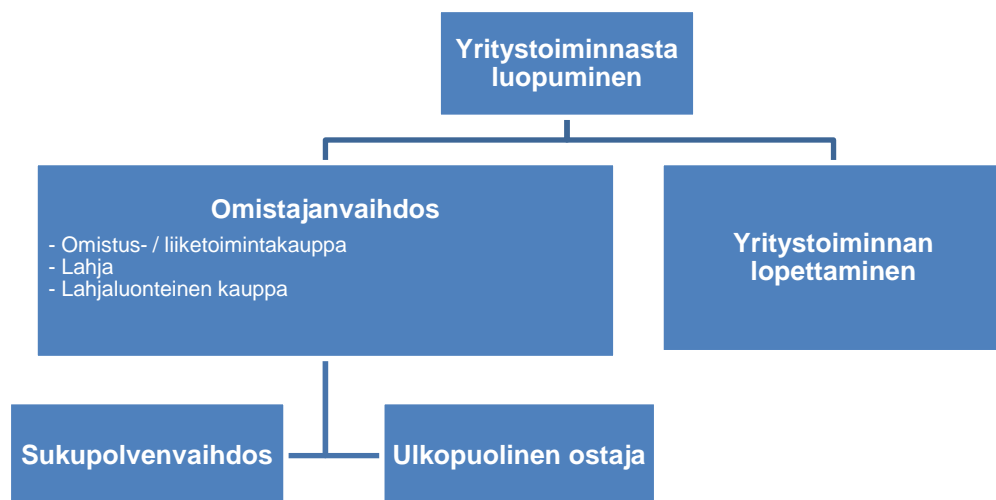 Yritystoiminnasta
luopuminen
Omistajanvaihdos
- Omistus- / liiketoimintakauppa
- Lahja
- Lahjaluonteinen kauppa
Yritystoiminnan
lopettaminen
Sukupolvenvaihdos
Ulkopuolinen ostaja